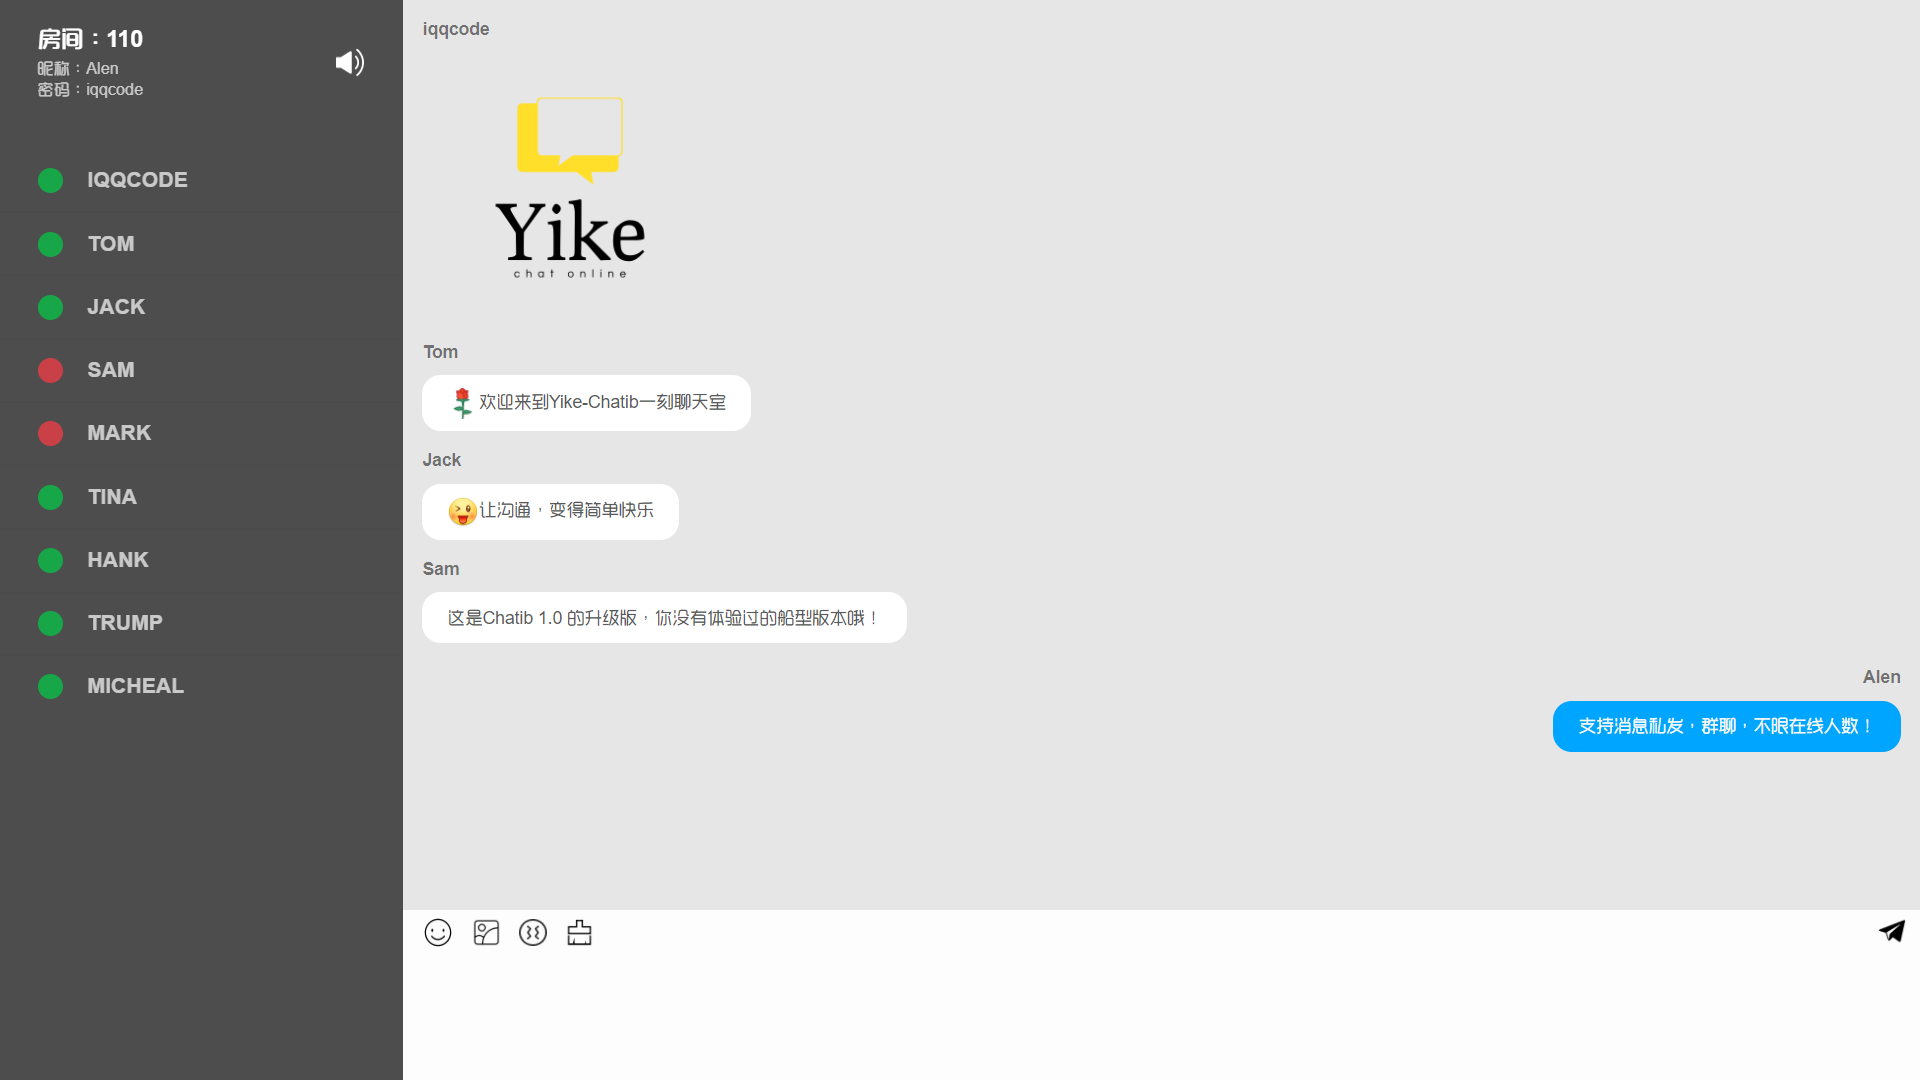 房间：110
昵称：Alen
密码：iqqcode
IQQCODE
TOM
JACK
SAM
MARK
TINA
HANK
TRUMP
MICHEAL
iqqcode
Yike
chat online
Tom
欢迎来到Yike-Chatib一刻聊天室
Jack
让沟通，变得简单快乐
Sam
这是Chatib 1.0 的升级版，你没有体验过的船型版本哦！
Alen
支持消息私发，群聊，不限在线人数！